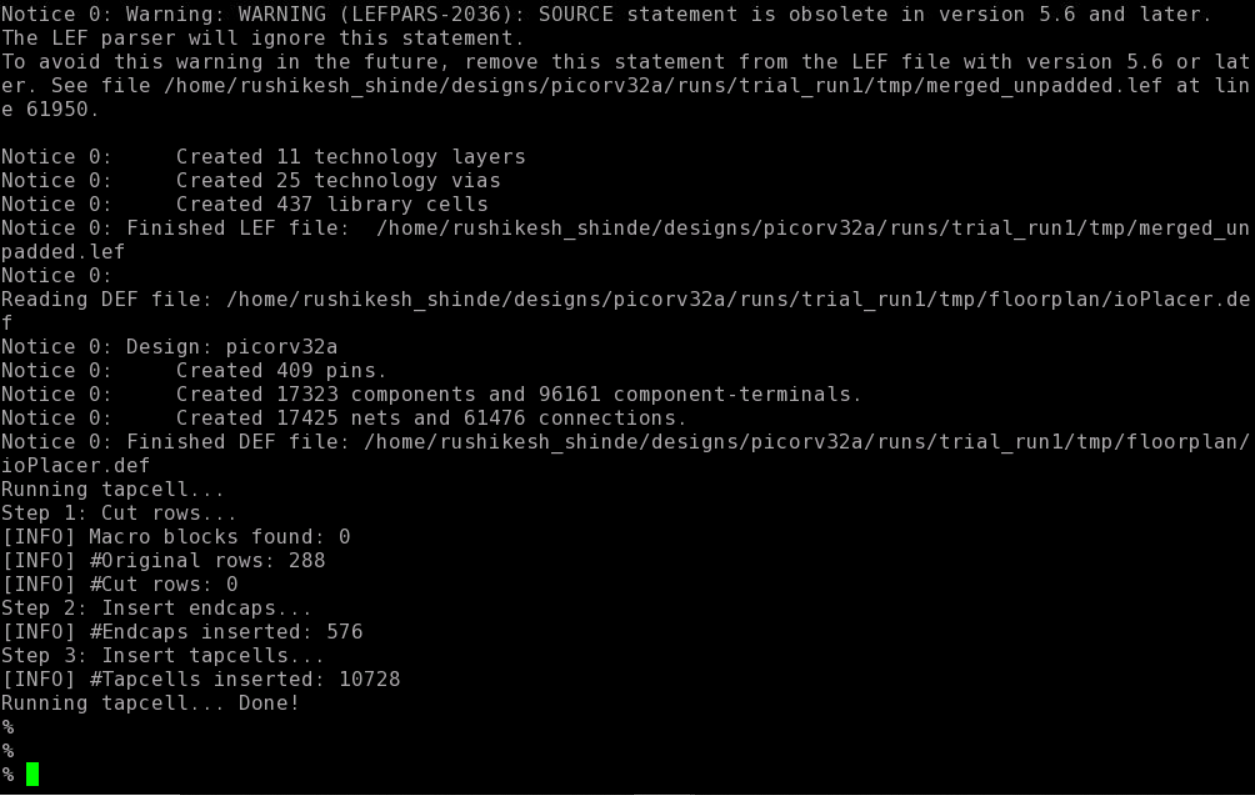 Notice 0: Warning: WARNING (LEFPARS-2036): SOURCE statement is obsolete in version 5.6 and later.
The LEF parser will ignore this statement.
To avoid this warning in the future, remove this statement from the LEF file with version 5.6 or lat
er. See file /home/rushikesh_shinde/designs/picorv32a/runs/trial_run1/tmp/merged_unpadded.lef at lin
e 61950.

Notice 0:     Created 11 technology layers
Notice 0:     Created 25 technology vias
Notice 0:     Created 437 library cells
Notice 0: Finished LEF file:  /home/rushikesh_shinde/designs/picorv32a/runs/trial_run1/tmp/merged_un
padded.lef
Notice 0:
Reading DEF file: /home/rushikesh_shinde/designs/picorv32a/runs/trial_run1/tmp/floorplan/ioPlacer.de
f
Notice 0: Design: picorv32a
Notice 0:     Created 409 pins.
Notice 0:     Created 17323 components and 96161 component-terminals.
Notice 0:     Created 17425 nets and 61476 connections.
Notice 0: Finished DEF file: /home/rushikesh_shinde/designs/picorv32a/runs/trial_run1/tmp/floorplan/
ioPlacer.def
Running tapcell...
Step 1: Cut rows...
[INFO] Macro blocks found: 0
[INFO] #Original rows: 288
[INFO] #Cut rows: 0
Step 2: Insert endcaps...
[INFO] #Endcaps inserted: 576
Step 3: Insert tapcells...
[INFO] #Tapcells inserted: 10728
Running tapcell... Done!
%
%
%